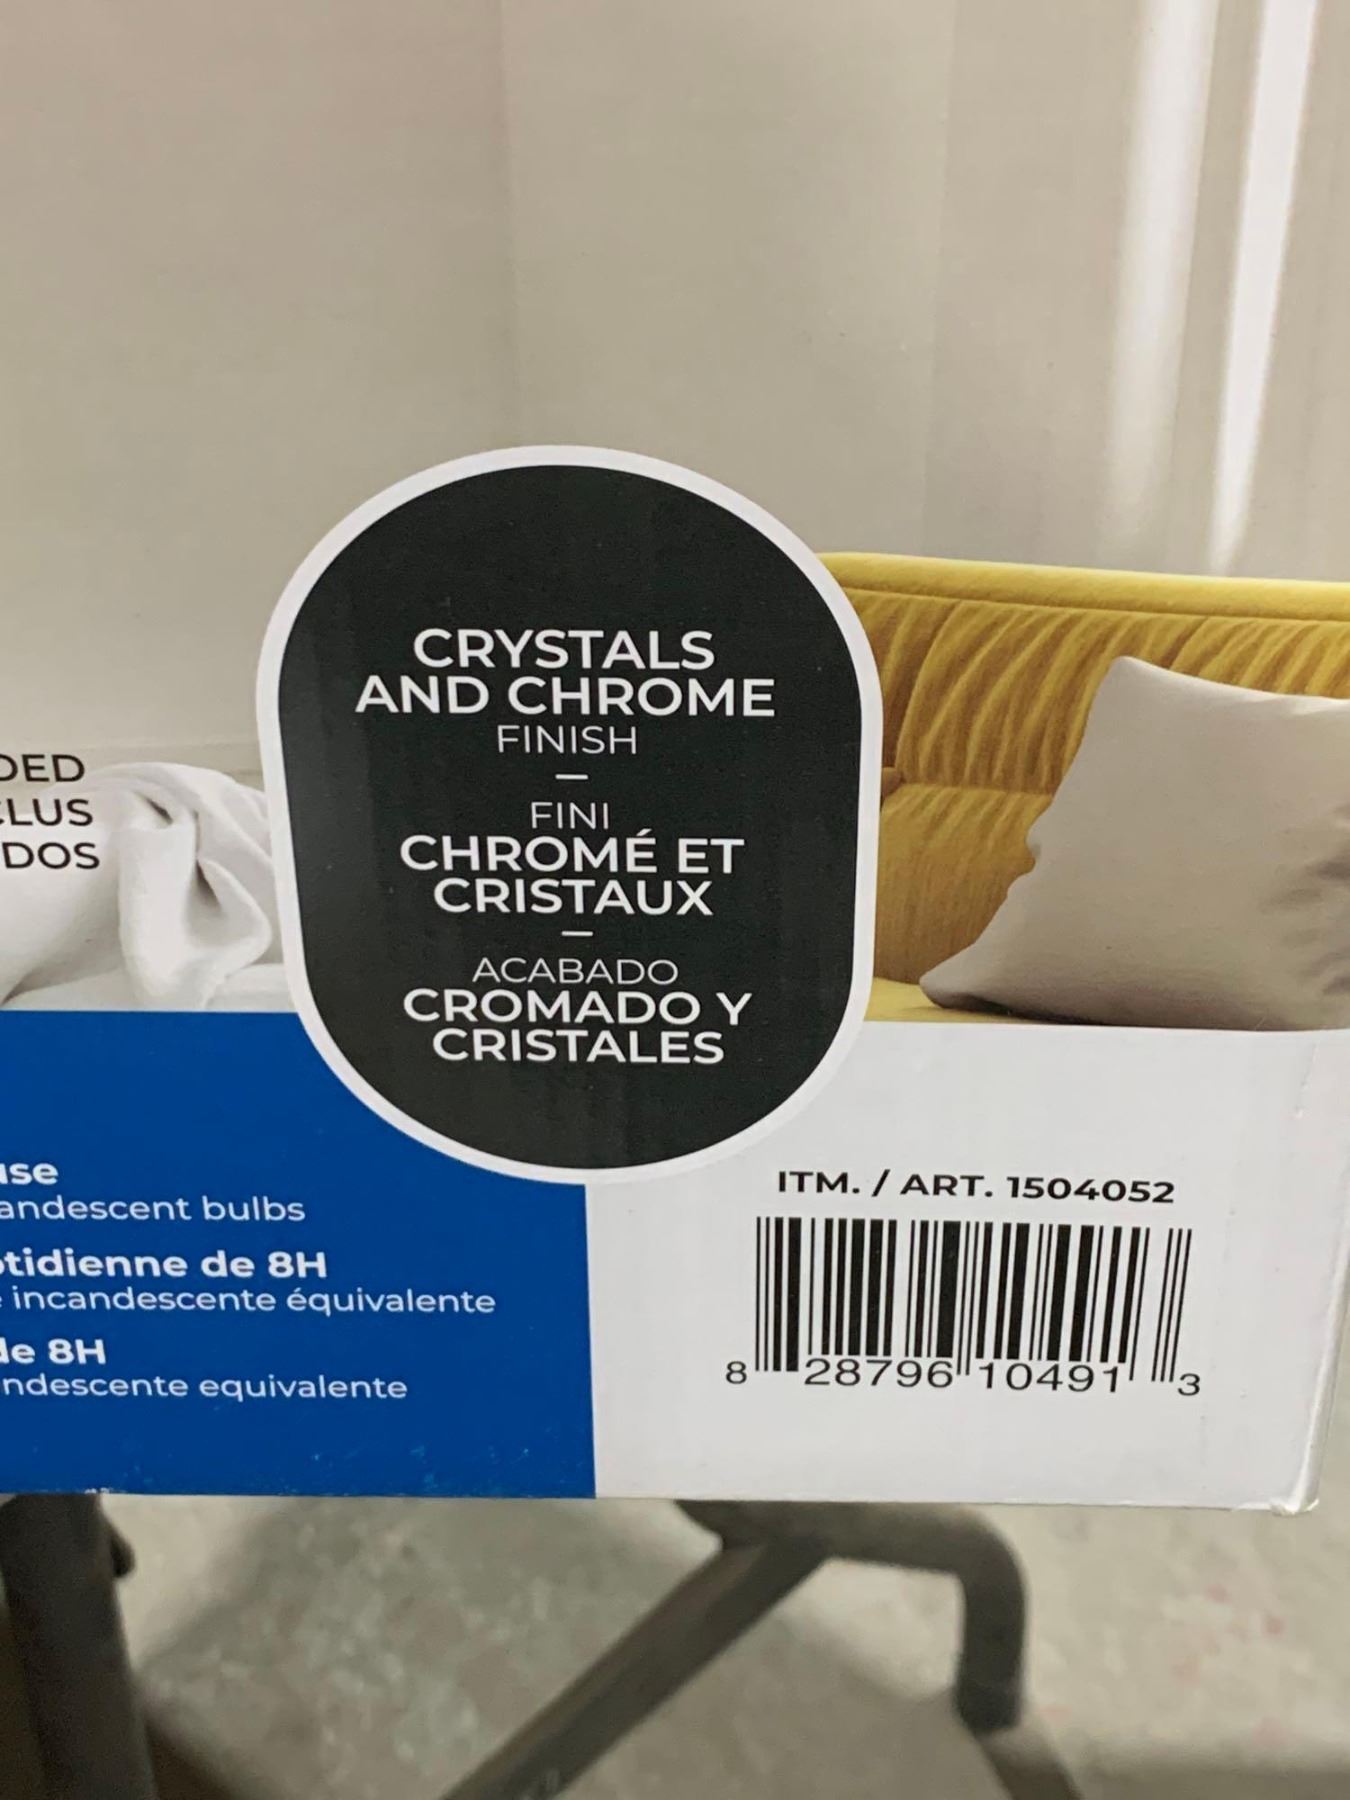 CRYSTALS
AND CHROME
FINISH
—
FINI
CHROMÉ ET
CRISTAUX
—
ACABADO
CROMADO Y
CRISTALES
DED
CLUS
DOS
use
andescent bulbs
otidienne de 8H
e incandescente équivalente
de 8H
ndescente equivalente
ITM. / ART. 1504052
8 28796 10491 3